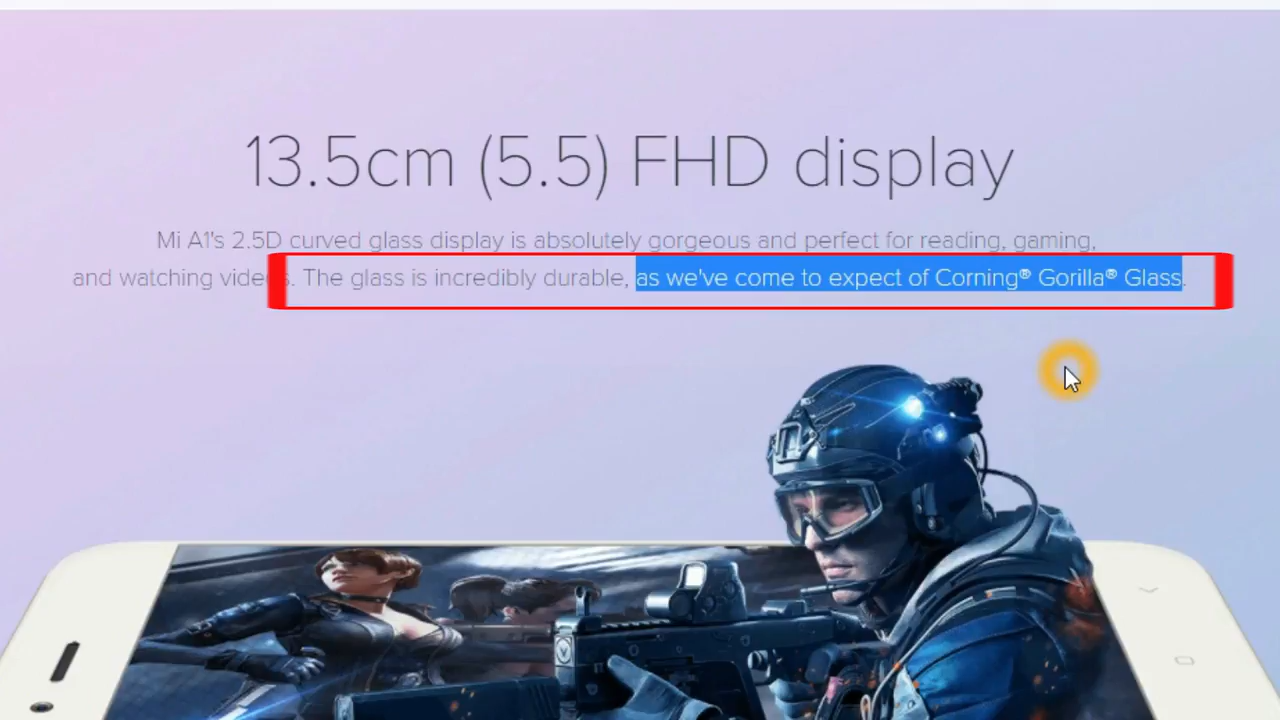 13.5cm (5.5) FHD display
Mi A1's 2.5D curved glass display is absolutely gorgeous and perfect for reading, gaming,
and watching videos. The glass is incredibly durable, as we've come to expect of Corning® Gorilla® Glass.